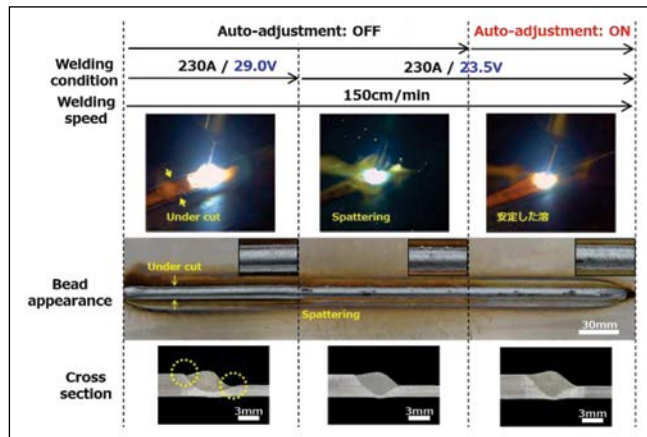 Auto-adjustment: OFF
Auto-adjustment: ON
Welding
condition
230A / 29.0V
230A / 23.5V
Welding
speed
150cm/min
Under cut
Spattering
安定した溶
Bead
appearance
Under cut
Spattering
30mm
Cross
section
3mm
3mm
3mm